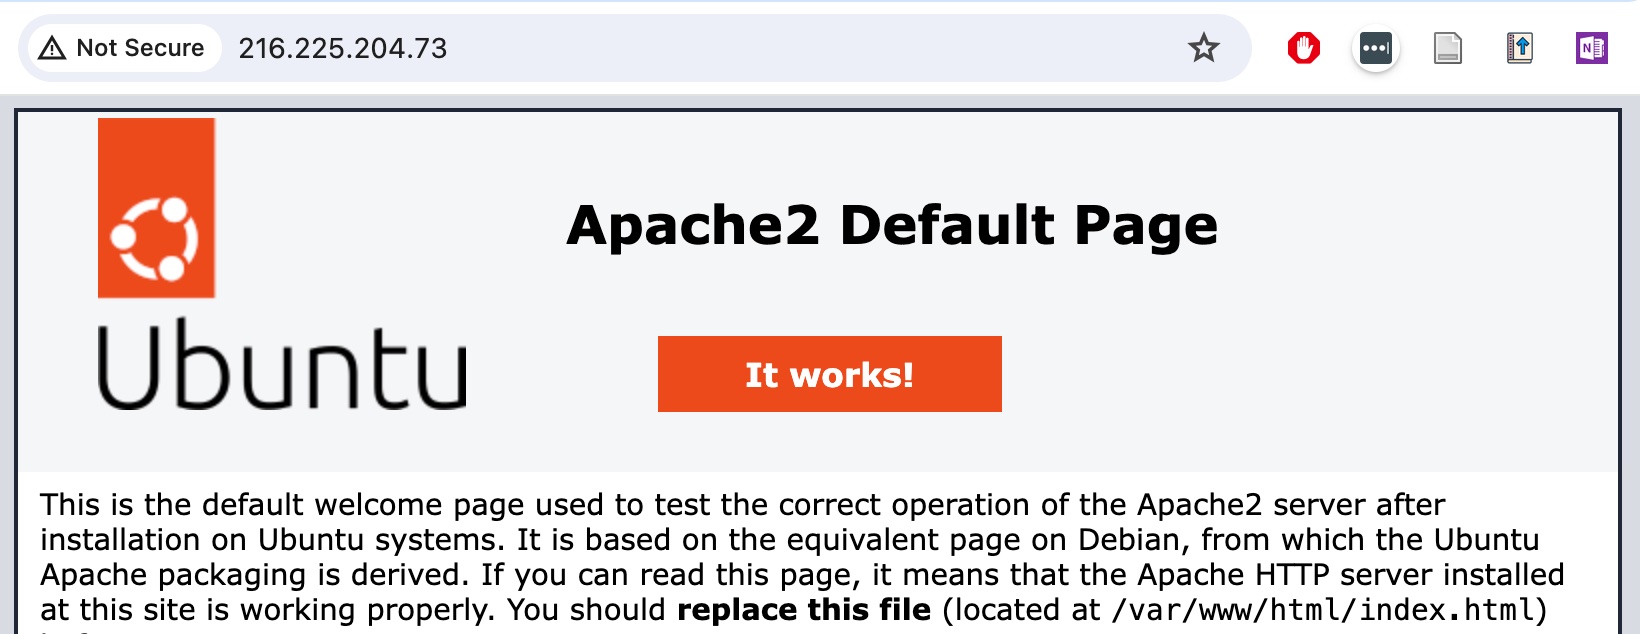 Not Secure 216.225.204.73
N
Apache2 Default Page
Ubuntu
It works!
This is the default welcome page used to test the correct operation of the Apache2 server after
installation on Ubuntu systems. It is based on the equivalent page on Debian, from which the Ubuntu
Apache packaging is derived. If you can read this page, it means that the Apache HTTP server installed
at this site is working properly. You should replace this file (located at /var/www/html/index.html)